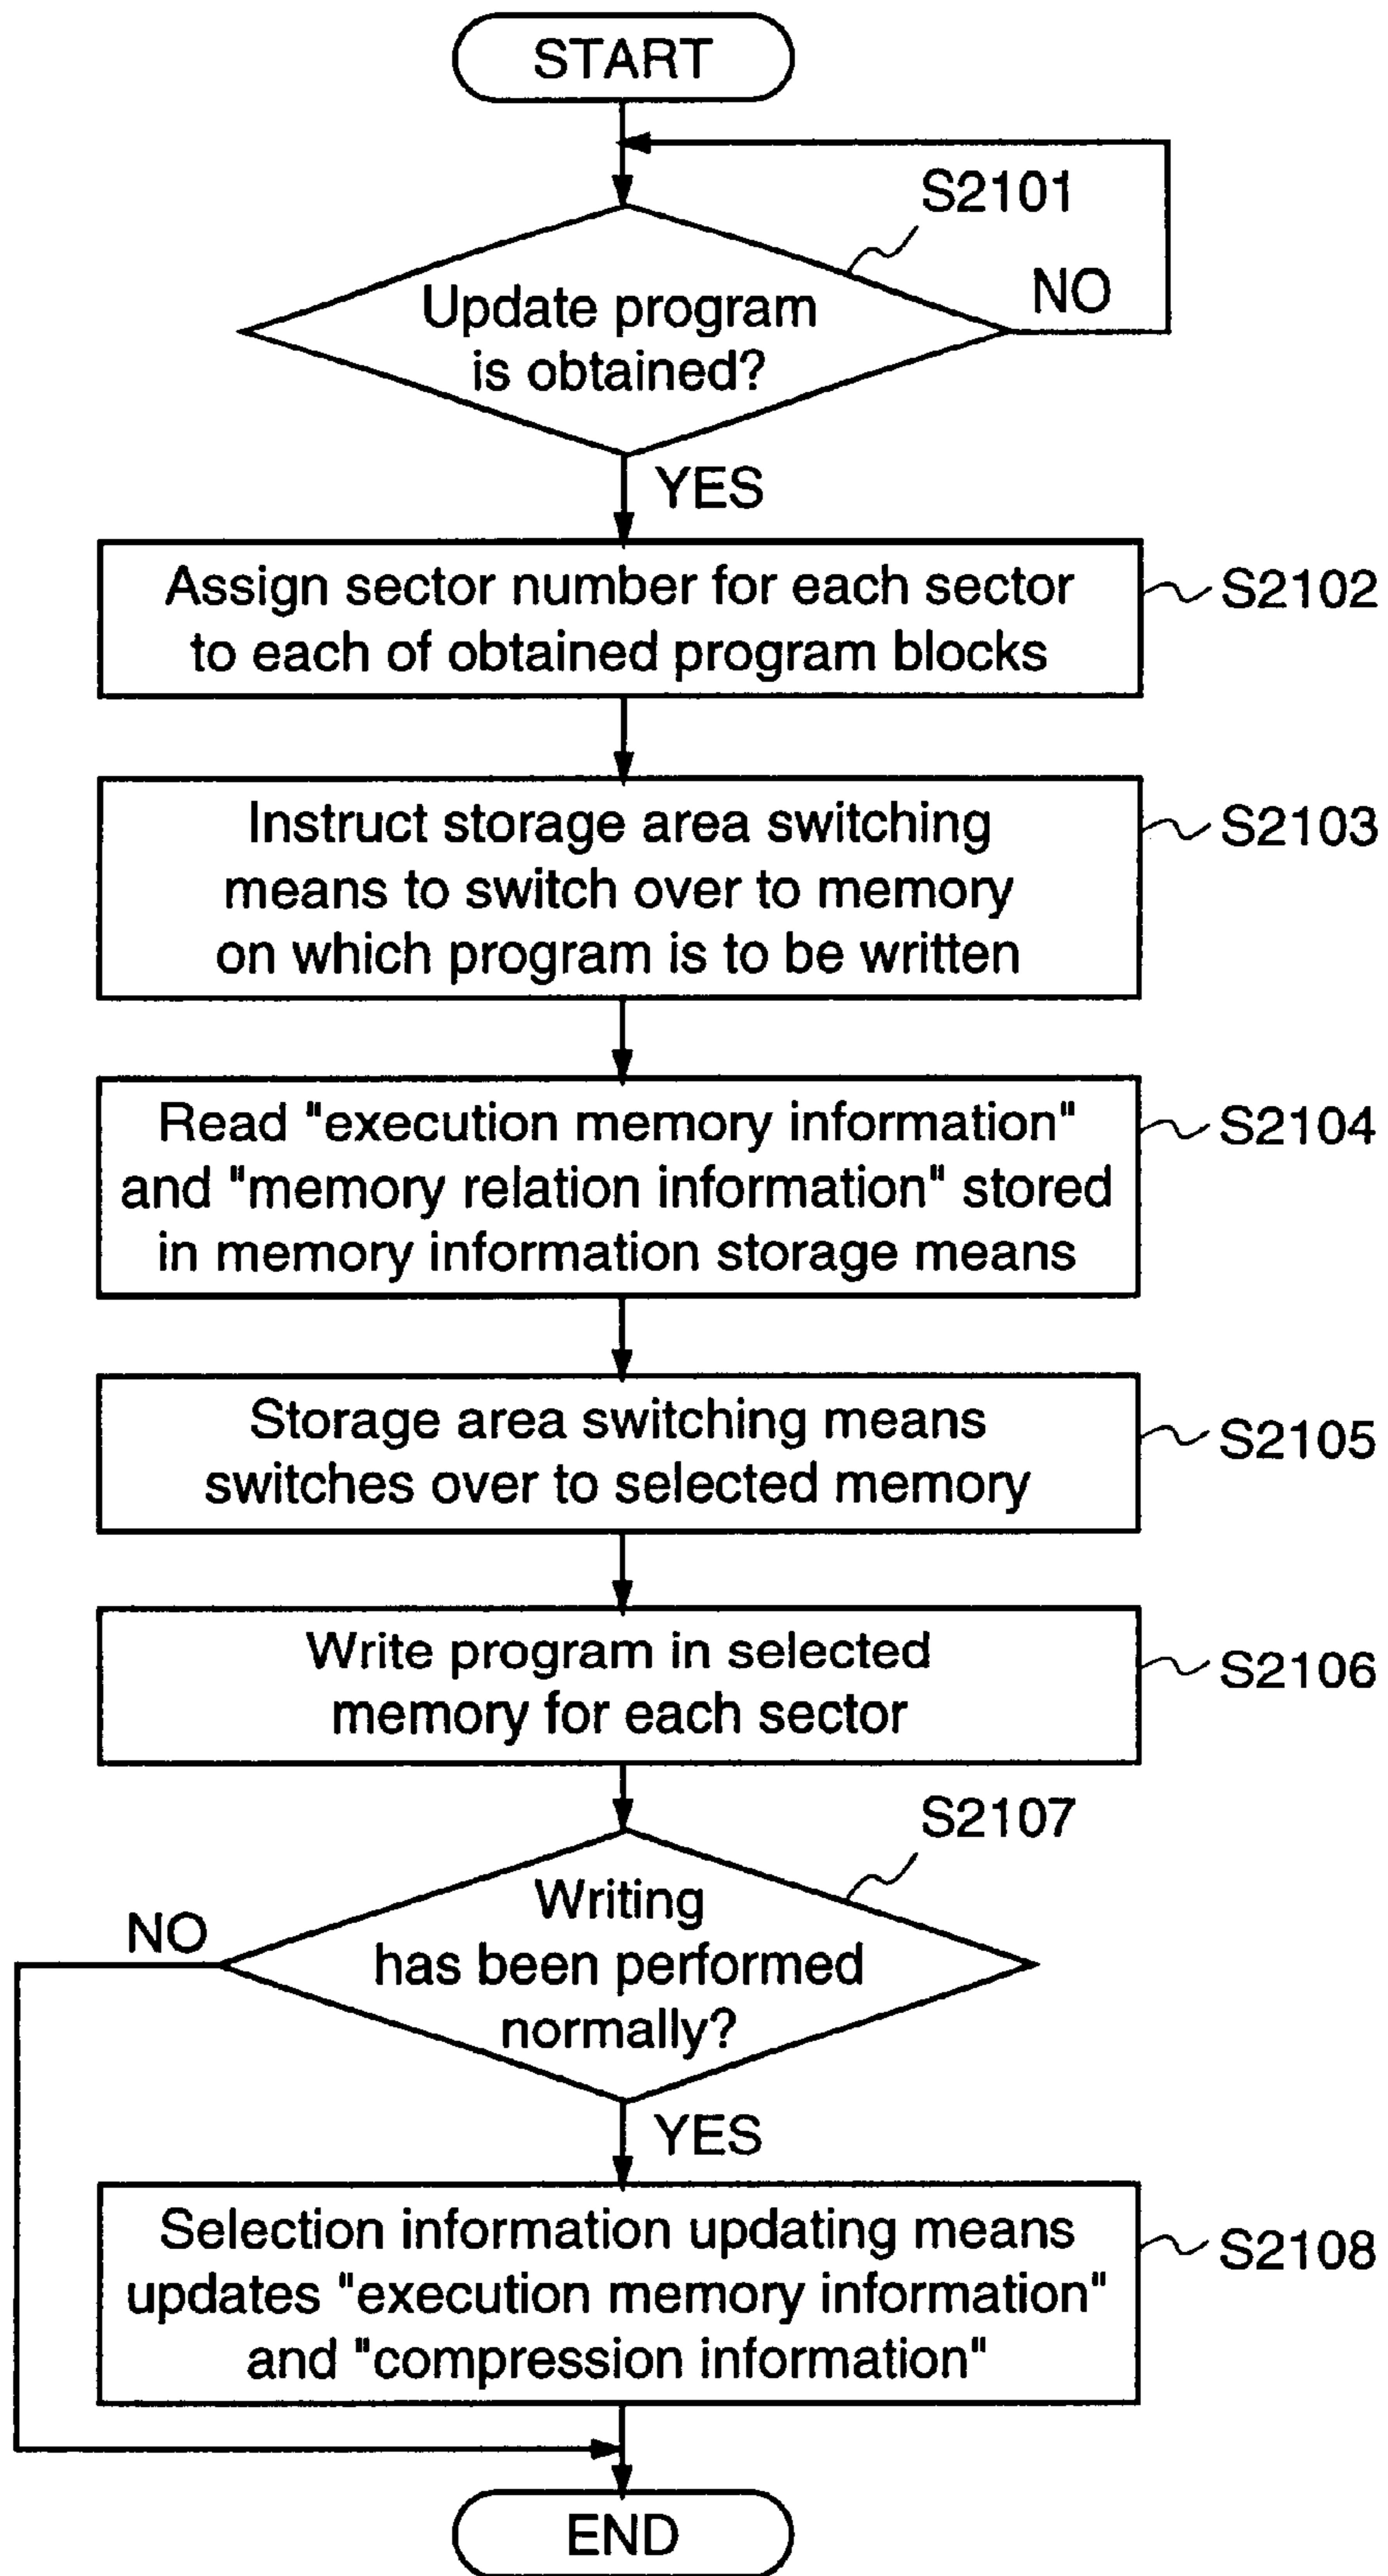 START
S2101
NO
Update program
is obtained?
YES
Assign sector number for each sector
to each of obtained program blocks
S2102
Instruct storage area switching
means to switch over to memory
on which program is to be written
S2103
Read "execution memory information"
and "memory relation information" stored
in memory information storage means
S2104
Storage area switching means
switches over to selected memory
S2105
Write program in selected
memory for each sector
S2106
S2107
NO
Writing
has been performed
normally?
YES
Selection information updating means
updates "execution memory information"
and "compression information"
S2108
END